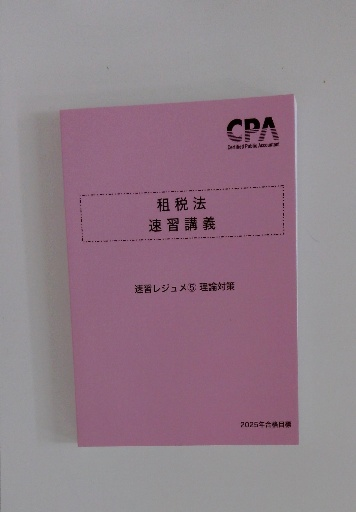 CPA
Certified Public Accountant
租税法
速習講義
速習レジュメ⑤ 理論対策
2025年合格目標